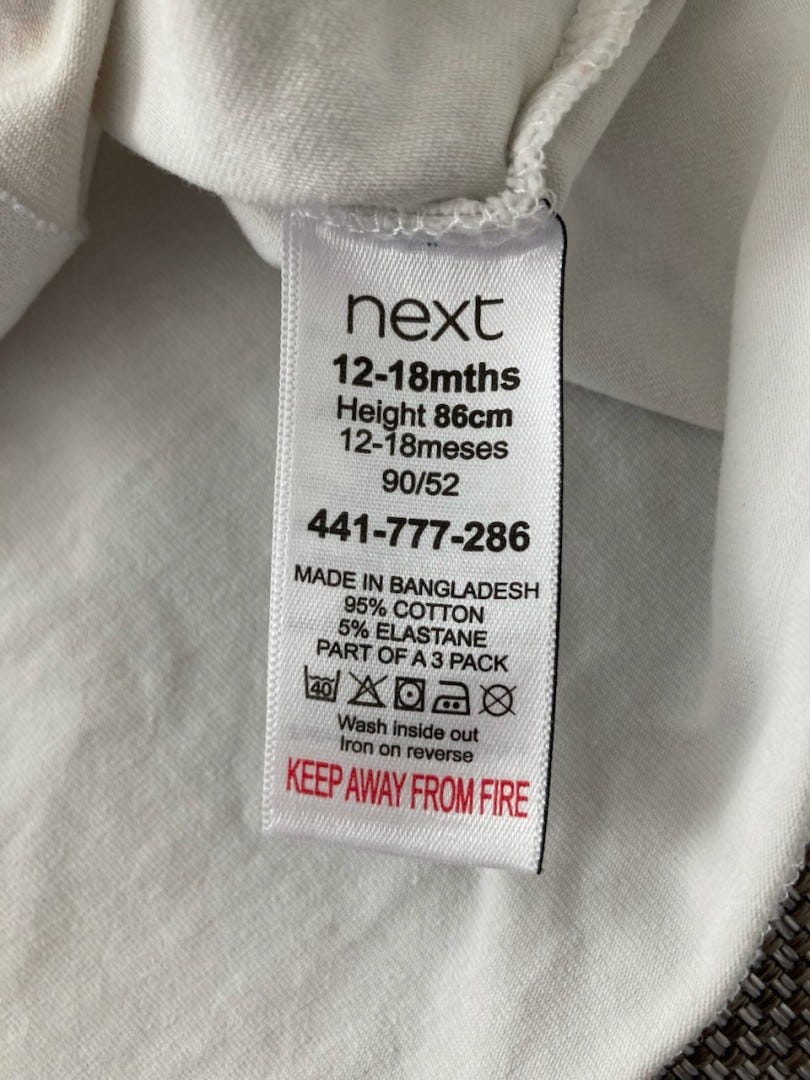 next
12-18mths
Height 86cm
12-18meses
90/52
441-777-286
MADE IN BANGLADESH
95% COTTON
5% ELASTANE
PART OF A 3 PACK
40
Wash inside out
Iron on reverse
KEEP AWAY FROM FIRE